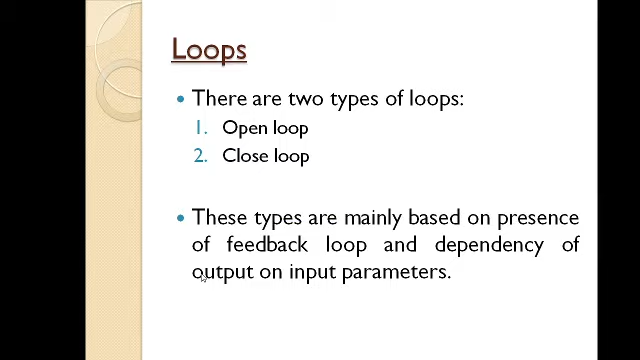 Loops
• There are two types of loops:
1. Open loop
2. Close loop
• These types are mainly based on presence
of feedback loop and dependency of
output on input parameters.